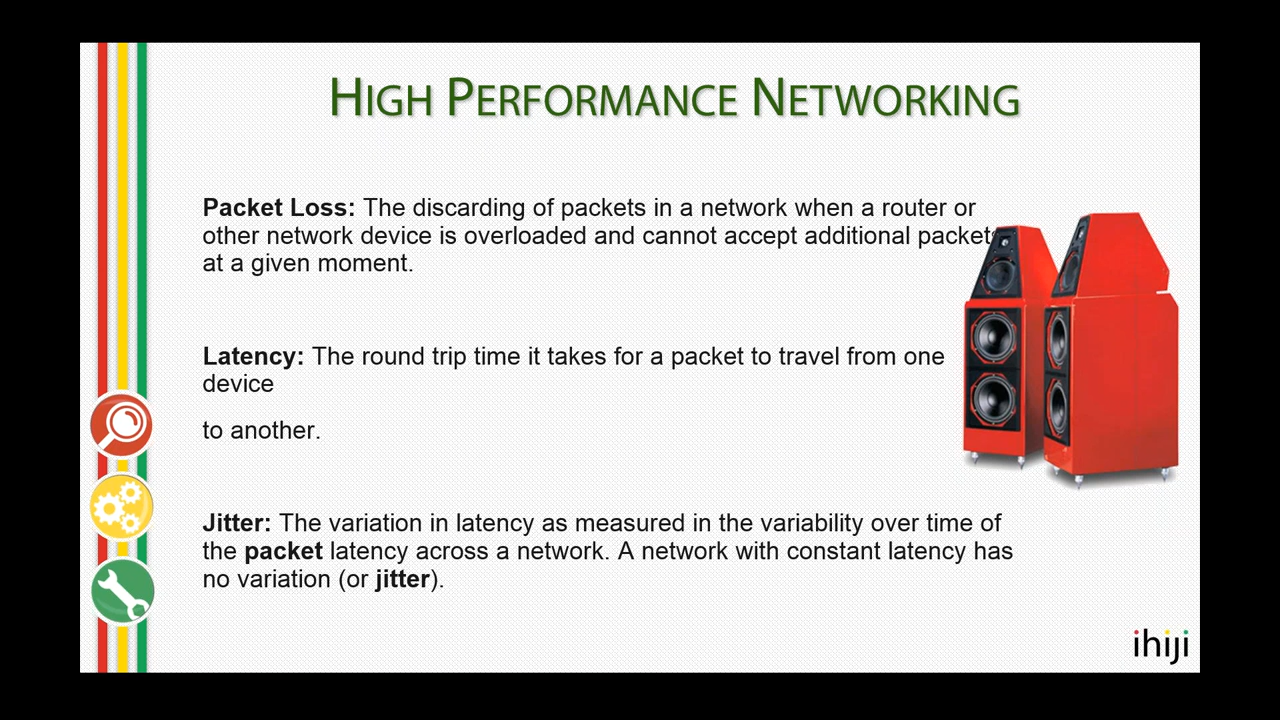 HIGH PERFORMANCE NETWORKING
Packet Loss: The discarding of packets in a network when a router or
other network device is overloaded and cannot accept additional packets
at a given moment.
Latency: The round trip time it takes for a packet to travel from one
device
to another.
Jitter: The variation in latency as measured in the variability over time of
the packet latency across a network. A network with constant latency has
no variation (or jitter).
ihiji